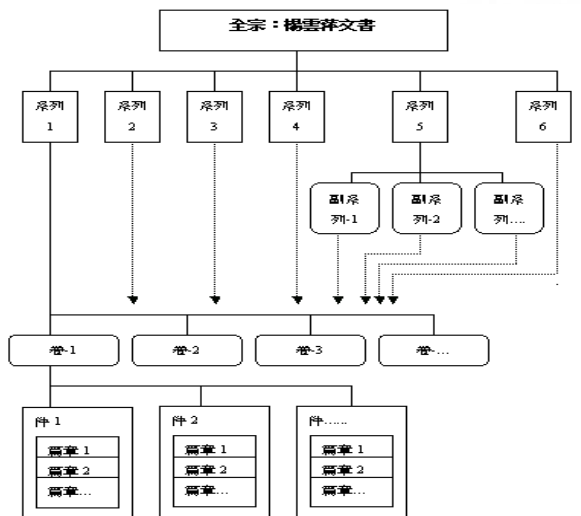 全宗：楊雲萍文書
系列
1
系列
2
系列
3
系列
4
系列
5
系列
6
副系
列-1
副系
列-2
副系
列....
卷-1
卷-2
卷-3
卷-...
件 1
篇章 1
篇章 2
篇章...
件 2
篇章 1
篇章 2
篇章...
件......
篇章 1
篇章 2
篇章...